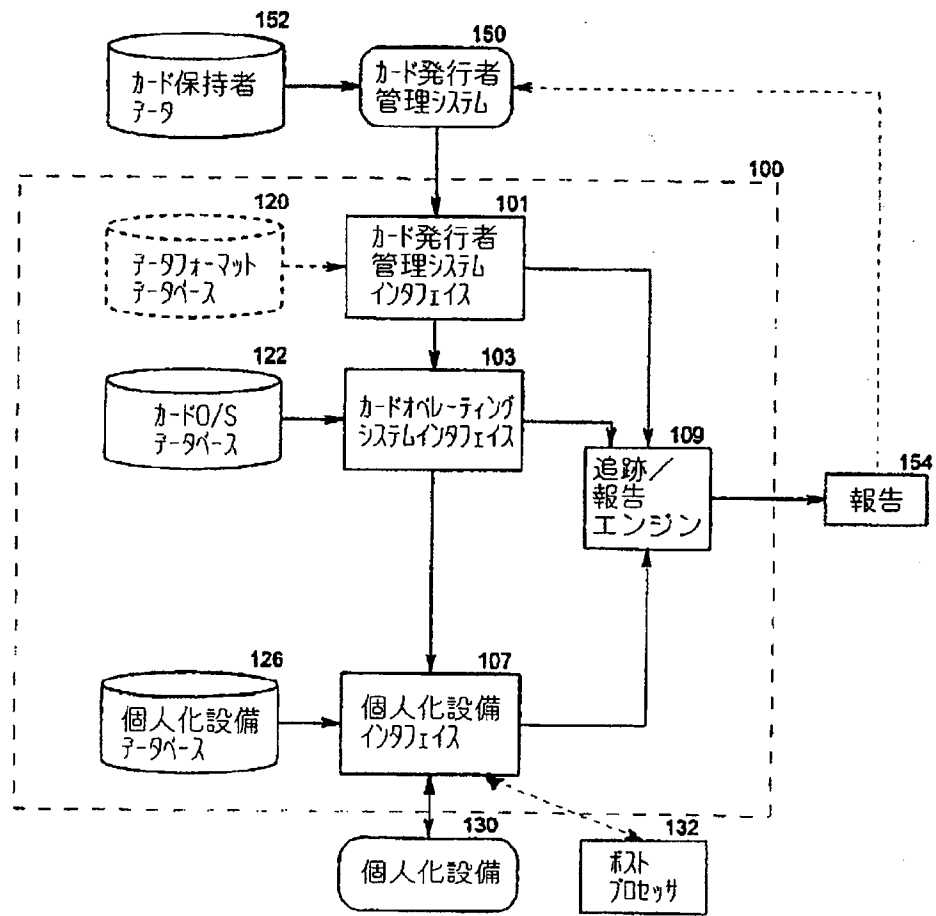 152
カード保持者
データ
150
カード発行者
管理システム
100
120
データフォーマット
データベース
101
カード発行者
管理システム
インタフェイス
122
カードO/S
データベース
103
カードオペレーティング
システムインタフェイス
109
追跡/
報告
エンジン
154
報告
126
個人化設備
データベース
107
個人化設備
インタフェイス
130
個人化設備
132
ポスト
プロセッサ